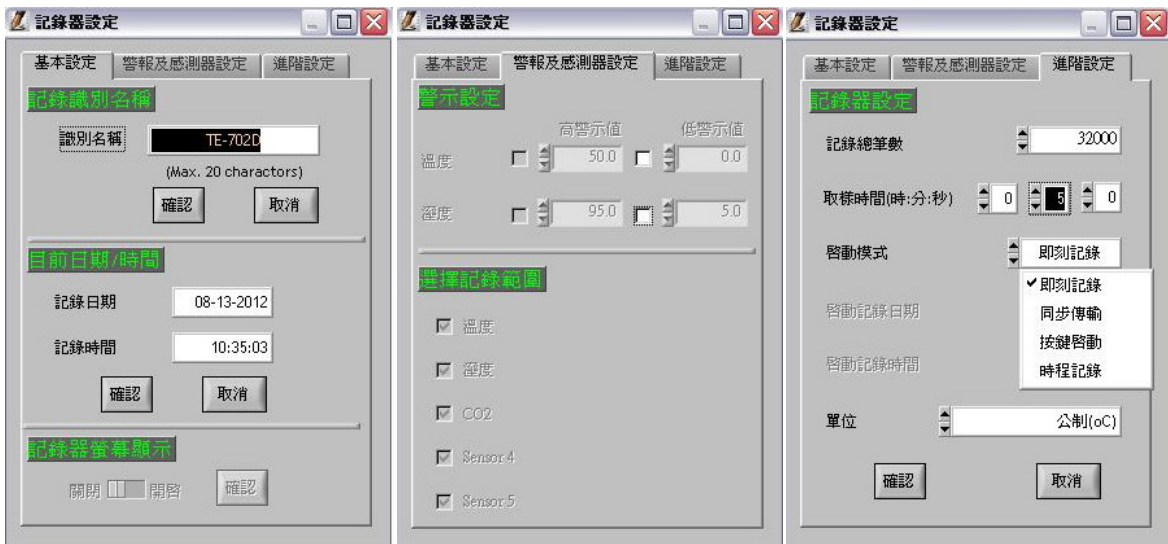 記錄器設定
基本設定 警報及感測器設定 進階設定
記錄識別名稱
識別名稱 TE-702D
(Max. 20 charactors)
確認 取消
目前日期/時間
記錄日期 08-13-2012
記錄時間 10:35:03
確認 取消
記錄器螢幕顯示
關閉 開啓 確認
記錄器設定
基本設定 警報及感測器設定 進階設定
警示設定
高警示值 低警示值
溫度 50.0 0.0
溼度 95.0 5.0
選擇記錄範圍
溫度
溼度
CO2
Sensor 4
Sensor 5
記錄器設定
基本設定 警報及感測器設定 進階設定
記錄器設定
記錄總筆數 32000
取樣時間(時:分:秒) 0 5 0
啓動模式 即刻記錄
✓即刻記錄
同步傳輸
按鍵啓動
時程記錄
啓動記錄日期
啓動記錄時間
單位 公制(oC)
確認 取消